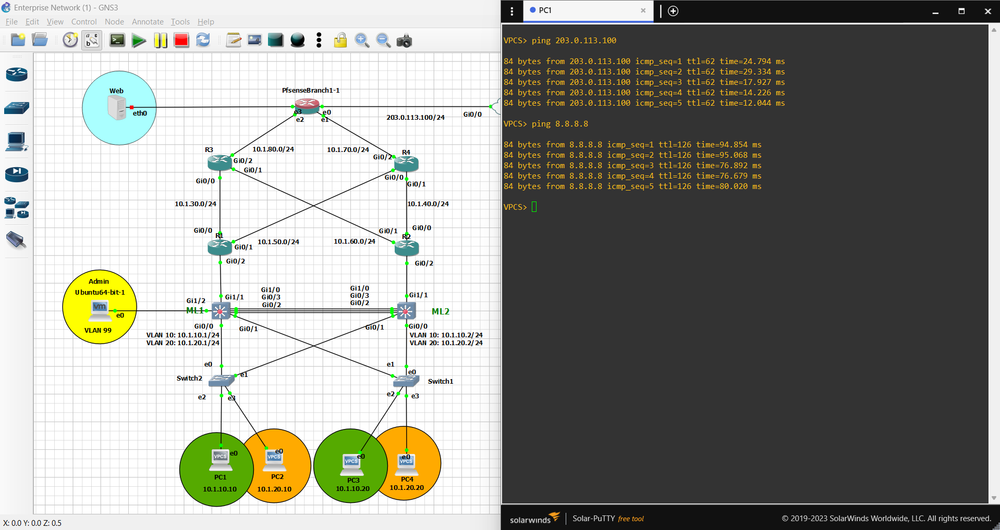 Enterprise Network (1) - GNS3
File Edit View Control Node Annotate Tools Help
Web
eth0
PfsenseBranch1-1
e3
e0
e2
e1
203.0.113.100/24
Gi0/0
R3
10.1.80.0/24
10.1.70.0/24
R4
Gi0/2
Gi0/2
Gi0/1
Gi0/0
Gi0/0
Gi0/1
10.1.30.0/24
10.1.40.0/24
Gi0/0
R1
Gi0/1
10.1.50.0/24
10.1.60.0/24
Gi0/1
Gi0/0
R2
Gi0/2
Gi0/2
Admin
Ubuntu64-bit-1
vm
e0
VLAN 99
Gi1/2
Gi1/1
ML1
Gi1/0
Gi0/3
Gi0/2
Gi1/0
Gi0/3
Gi0/2
Gi1/1
ML2
Gi0/0
Gi0/1
Gi0/1
Gi0/0
VLAN 10: 10.1.10.1/24
VLAN 20: 10.1.20.1/24
VLAN 10: 10.1.10.2/24
VLAN 20: 10.1.20.2/24
e0
e1
Switch2
e2
e3
e1
e0
Switch1
e2
e3
e0
VPCS
PC1
10.1.10.10
e0
VPCS
PC2
10.1.20.10
e0
VPCS
PC3
10.1.10.20
e0
VPCS
PC4
10.1.20.20
X: 0.0 Y: 0.0 Z: 0.5
PC1
VPCS> ping 203.0.113.100
84 bytes from 203.0.113.100 icmp_seq=1 ttl=62 time=24.794 ms
84 bytes from 203.0.113.100 icmp_seq=2 ttl=62 time=29.334 ms
84 bytes from 203.0.113.100 icmp_seq=3 ttl=62 time=17.927 ms
84 bytes from 203.0.113.100 icmp_seq=4 ttl=62 time=14.226 ms
84 bytes from 203.0.113.100 icmp_seq=5 ttl=62 time=12.044 ms
VPCS> ping 8.8.8.8
84 bytes from 8.8.8.8 icmp_seq=1 ttl=126 time=94.854 ms
84 bytes from 8.8.8.8 icmp_seq=2 ttl=126 time=95.068 ms
84 bytes from 8.8.8.8 icmp_seq=3 ttl=126 time=76.892 ms
84 bytes from 8.8.8.8 icmp_seq=4 ttl=126 time=76.679 ms
84 bytes from 8.8.8.8 icmp_seq=5 ttl=126 time=80.020 ms
VPCS>
solarwinds Solar-PuTTY free tool © 2019-2023 SolarWinds Worldwide, LLC. All rights reserved.